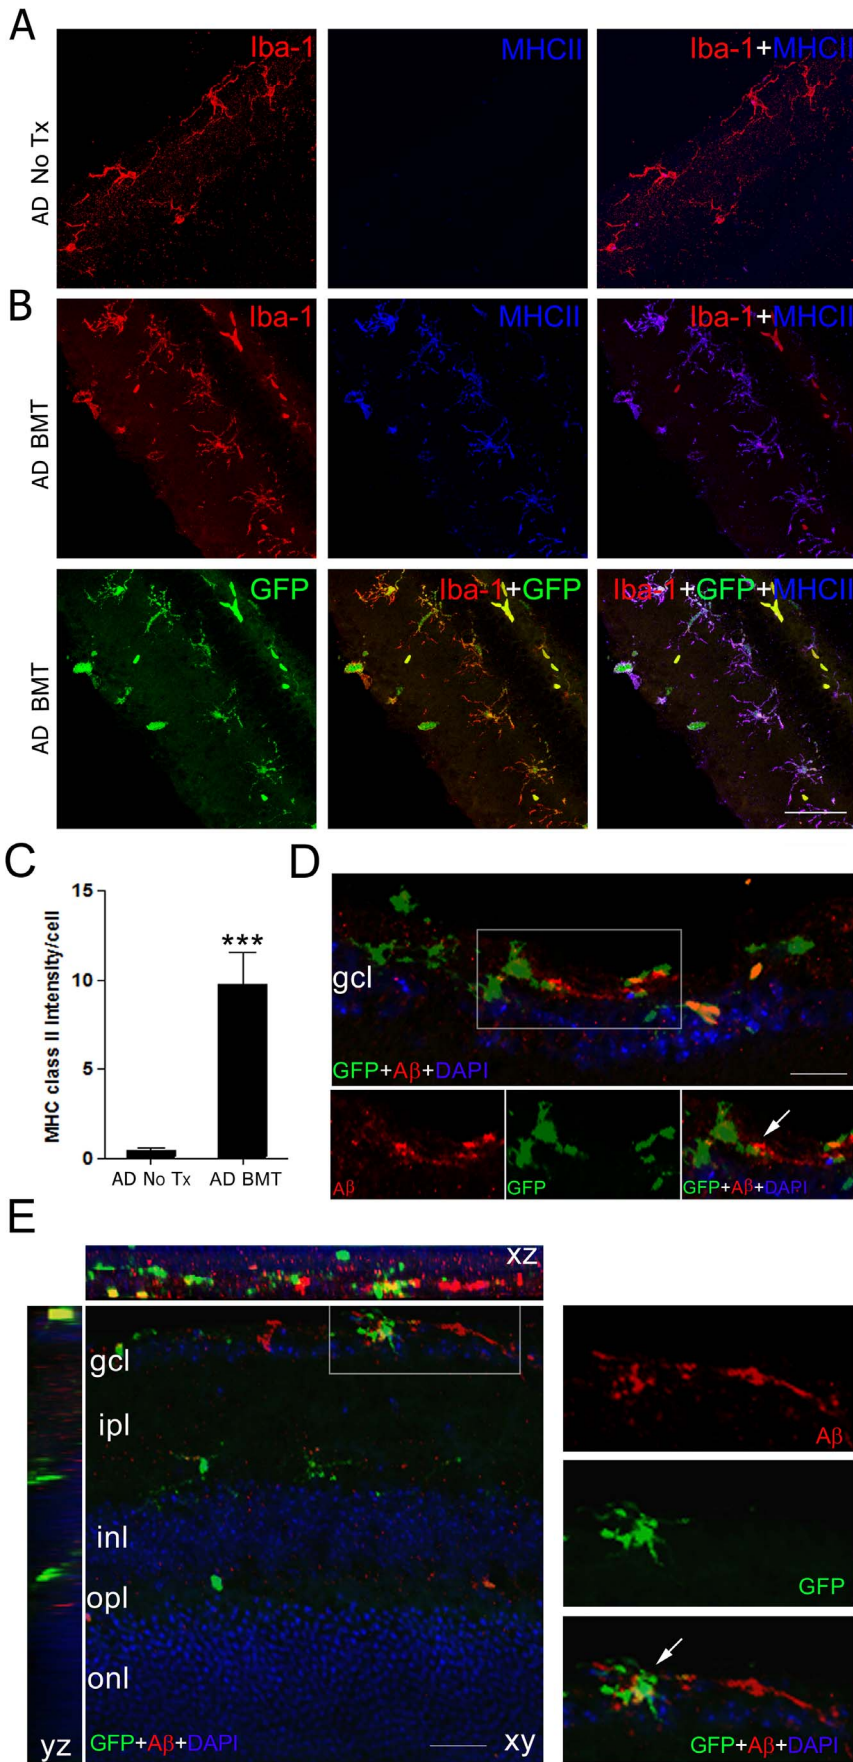 A
AD No Tx
Iba-1
MHCII
Iba-1+MHCII
B
AD BMT
Iba-1
MHCII
Iba-1+MHCII
AD BMT
GFP
Iba-1+GFP
Iba-1+GFP+MHCII
C
MHC class II Intensity/cell
15
10
5
0
***
AD No Tx
AD BMT
D
gcl
GFP+Aβ+DAPI
Aβ
GFP
GFP+Aβ+DAPI
E
xz
gcl
ipl
inl
opl
onl
yz
GFP+Aβ+DAPI
xy
Aβ
GFP
GFP+Aβ+DAPI